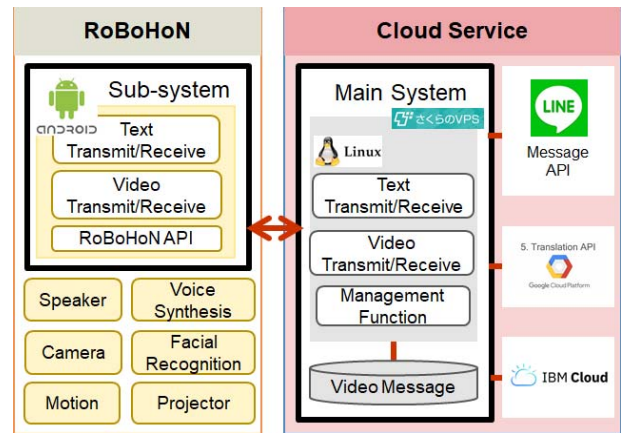 RoBoHoN
Sub-system
android
Text
Transmit/Receive
Video
Transmit/Receive
RoBoHoN API
Speaker
Voice
Synthesis
Camera
Facial
Recognition
Motion
Projector
Cloud Service
Main System
さくらのVPS
Linux
Text
Transmit/Receive
Video
Transmit/Receive
Management
Function
Video Message
LINE
Message
API
5. Translation API
Google Cloud Platform
IBM Cloud